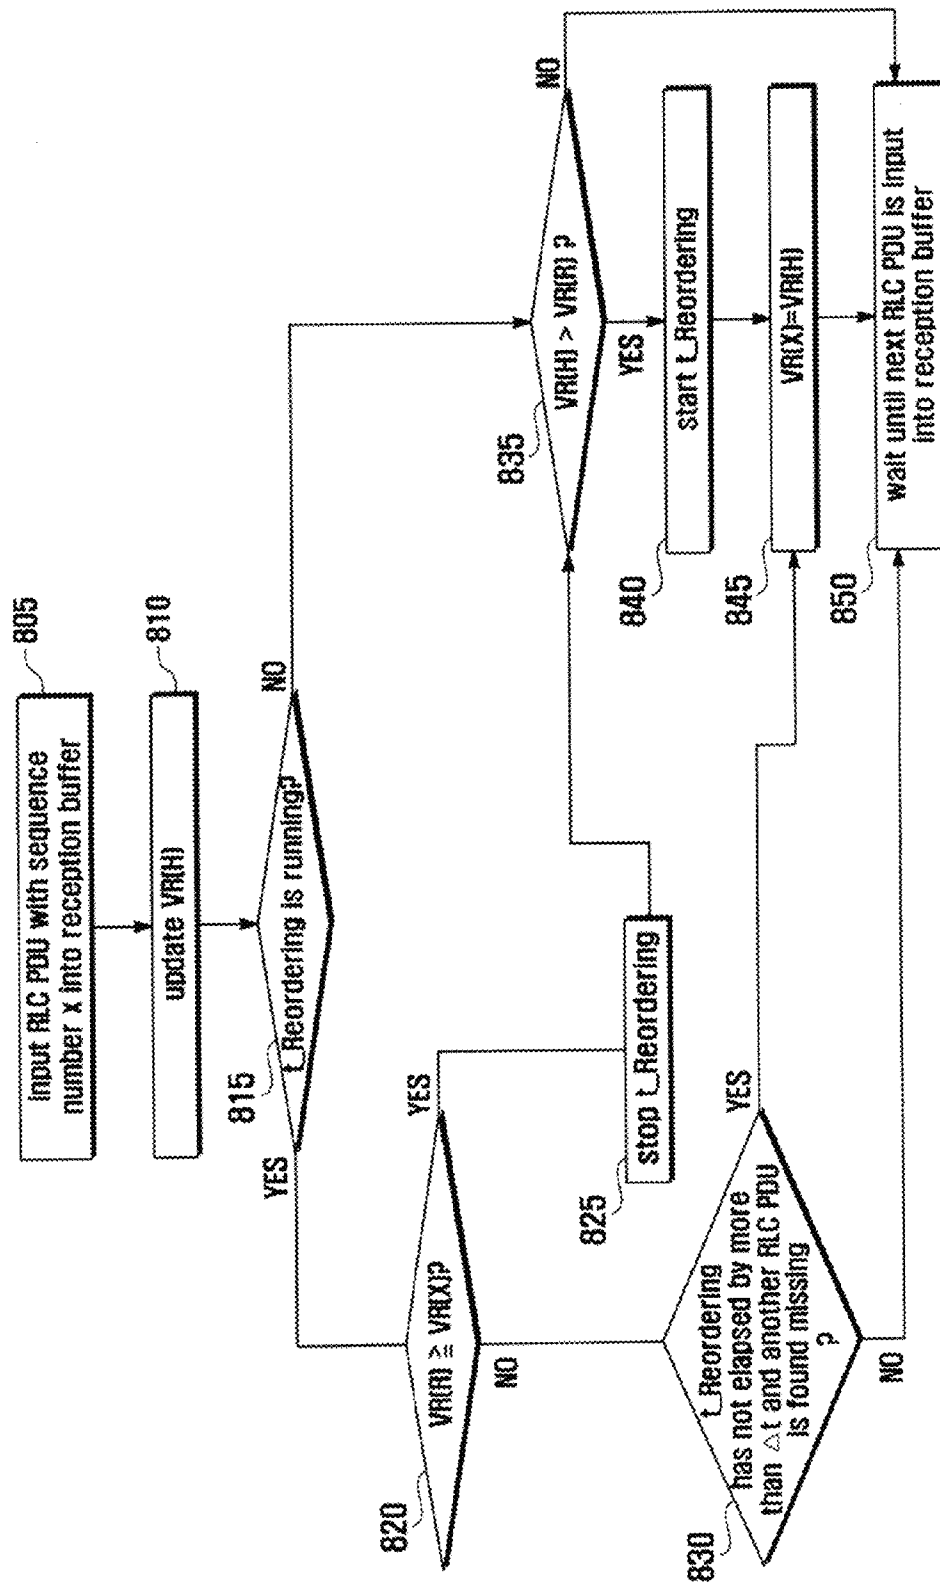 Input RLC PDU with sequence
number x into reception buffer
805
update VR(H)
810
t_Reordering is running?
815
YES
NO
VR(R) ≧ VR(X)?
820
YES
NO
stop t_Reordering
825
t_Reordering
has not elapsed by more
than △t and another RLC PDU
is found missing
?
830
YES
NO
VR(H) > VR(R) ?
835
NO
YES
start t_Reordering
840
VR(X)=VR(H)
845
wait until next RLC PDU is input
into reception buffer
850